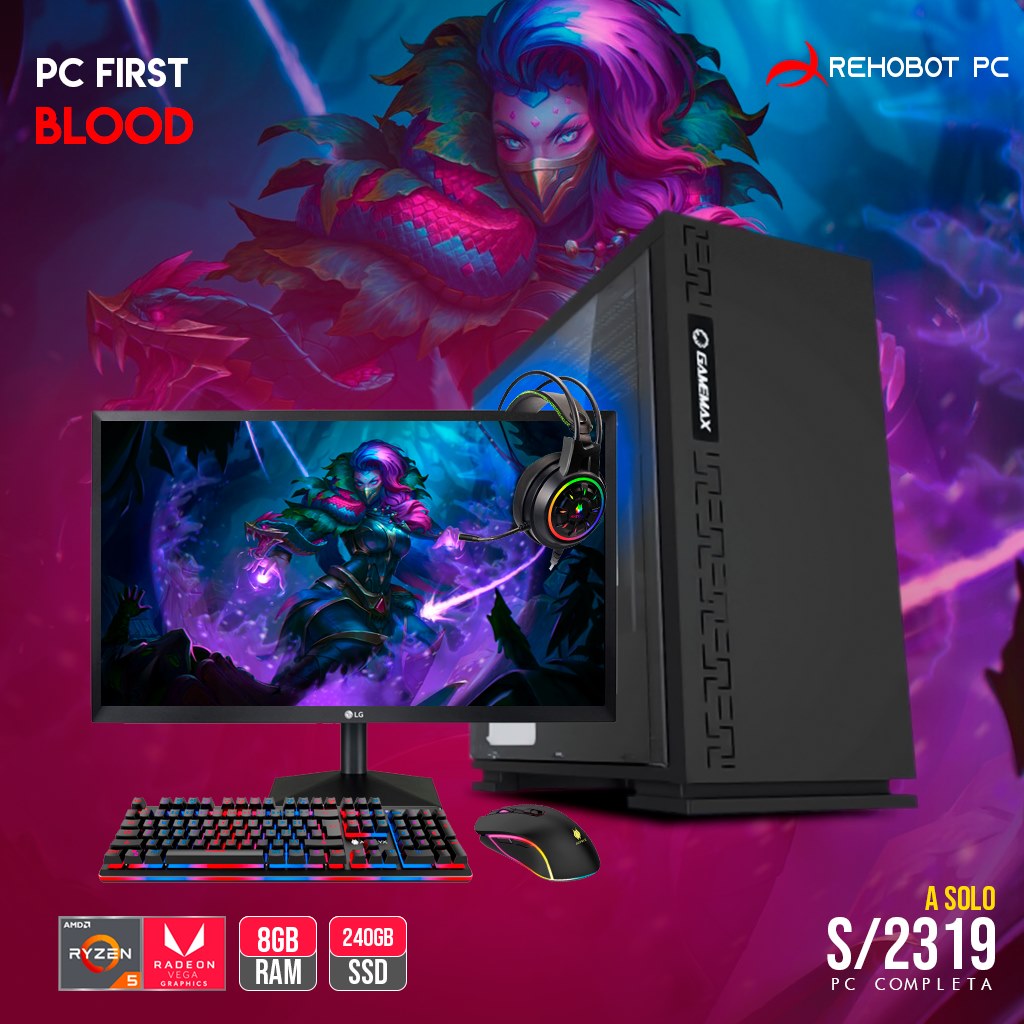 PC FIRST
BLOOD
REHOBOT PC
GAMEMAX
LG
AMD
RYZEN
5
RADEON
VEGA
GRAPHICS
8GB
RAM
240GB
SSD
A SOLO
S/2319
PC COMPLETA